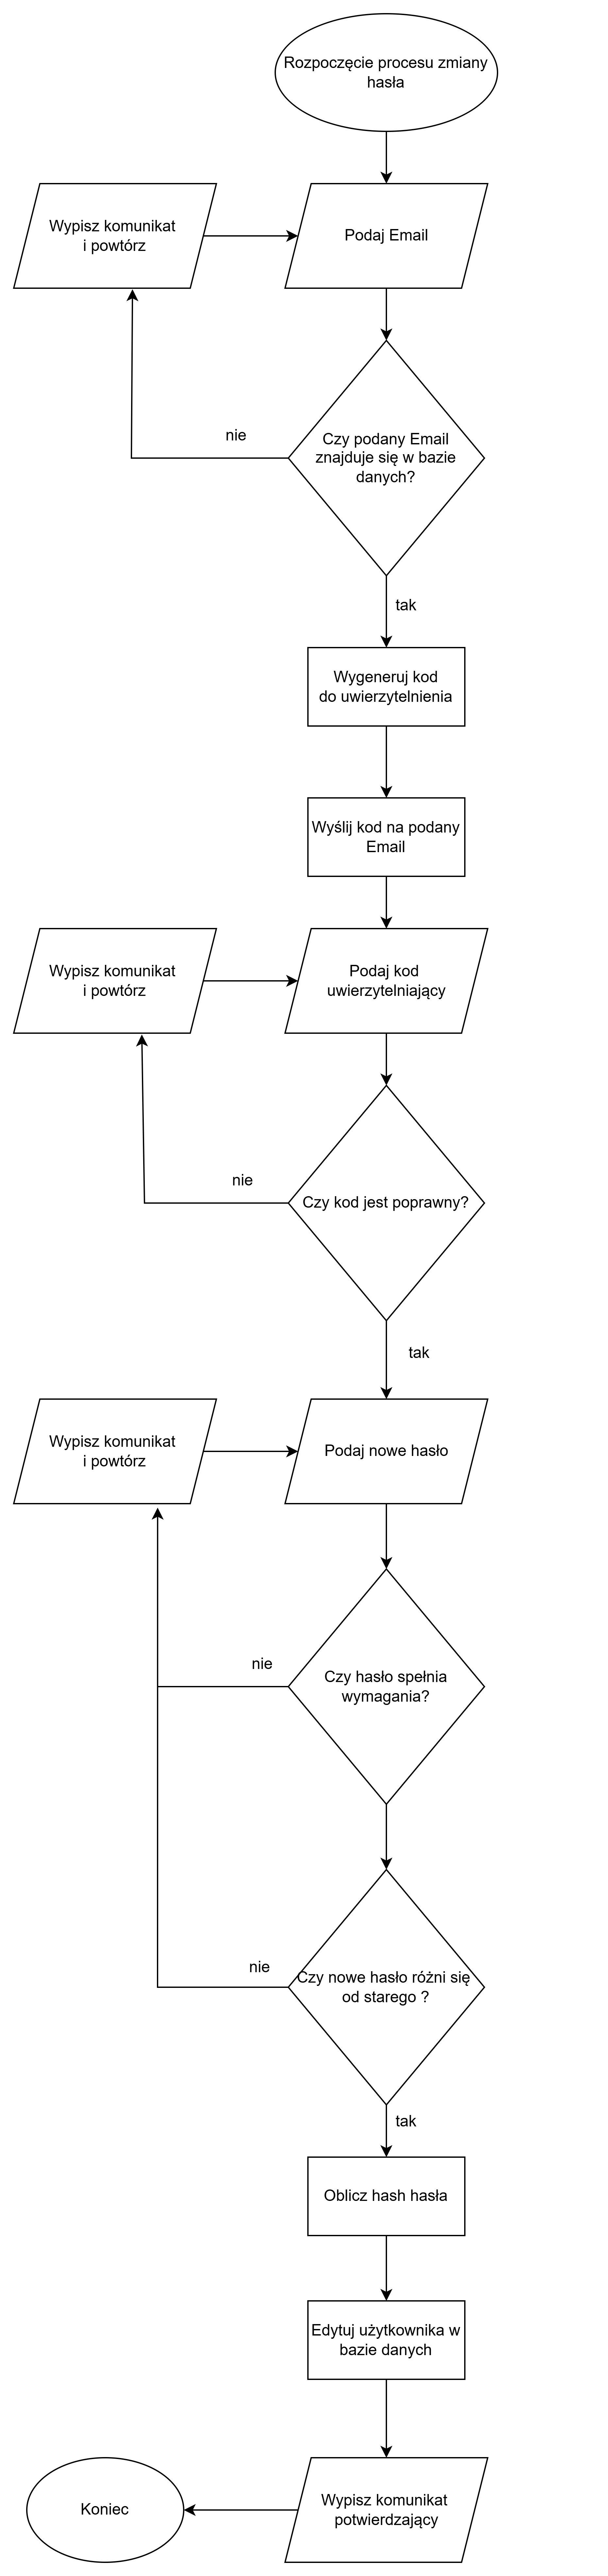 Rozpoczęcie procesu zmiany
hasła
Wypisz komunikat
i powtórz
Podaj Email
nie
Czy podany Email
znajduje się w bazie
danych?
tak
Wygeneruj kod
do uwierzytelnienia
Wyślij kod na podany
Email
Wypisz komunikat
i powtórz
Podaj kod
uwierzytelniający
nie
Czy kod jest poprawny?
tak
Wypisz komunikat
i powtórz
Podaj nowe hasło
nie
Czy hasło spełnia
wymagania?
nie
Czy nowe hasło różni się
od starego ?
tak
Oblicz hash hasła
Edytuj użytkownika w
bazie danych
Koniec
Wypisz komunikat
potwierdzający